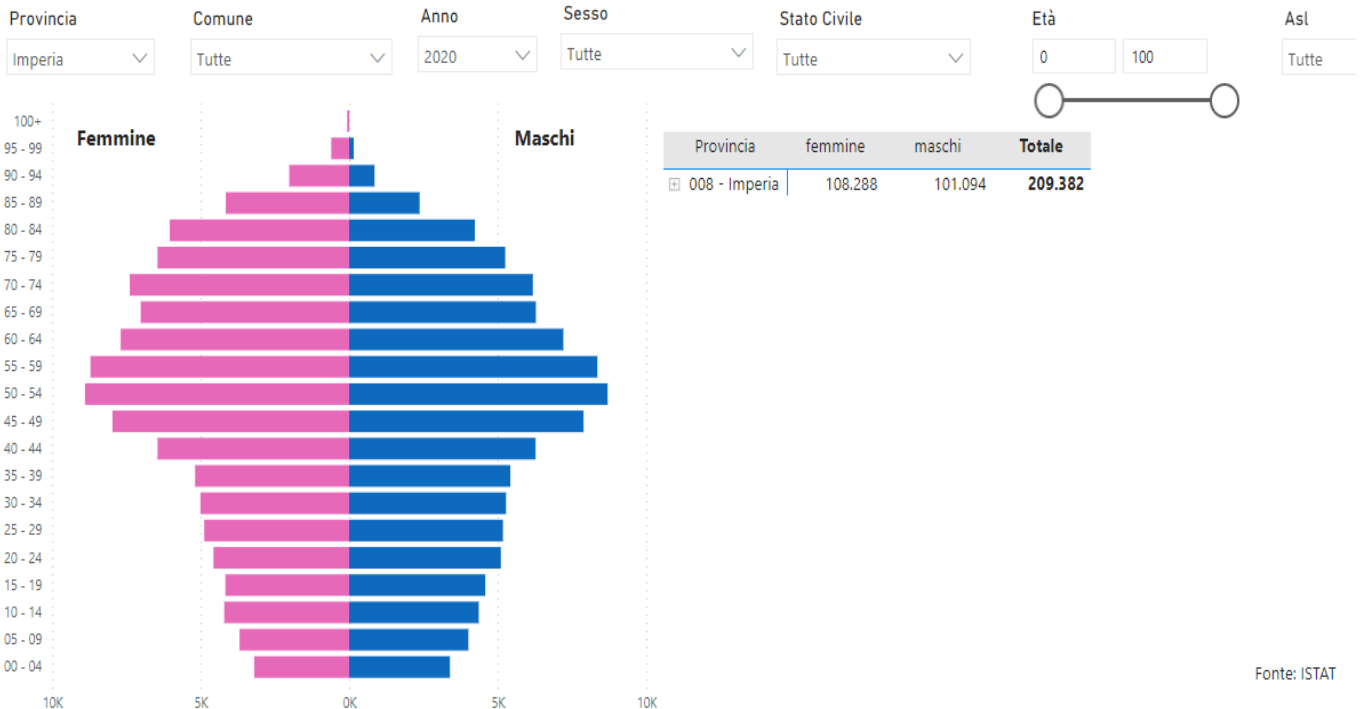 Provincia Comune Anno Sesso Stato Civile Età Asl
Imperia Tutte 2020 Tutte Tutte 0 100 Tutte
Femmine Maschi
100+
95 - 99
90 - 94
85 - 89
80 - 84
75 - 79
70 - 74
65 - 69
60 - 64
55 - 59
50 - 54
45 - 49
40 - 44
35 - 39
30 - 34
25 - 29
20 - 24
15 - 19
10 - 14
05 - 09
00 - 04
10K 5K 0K 5K 10K
Provincia femmine maschi Totale
008 - Imperia 108.288 101.094 209.382
Fonte: ISTAT